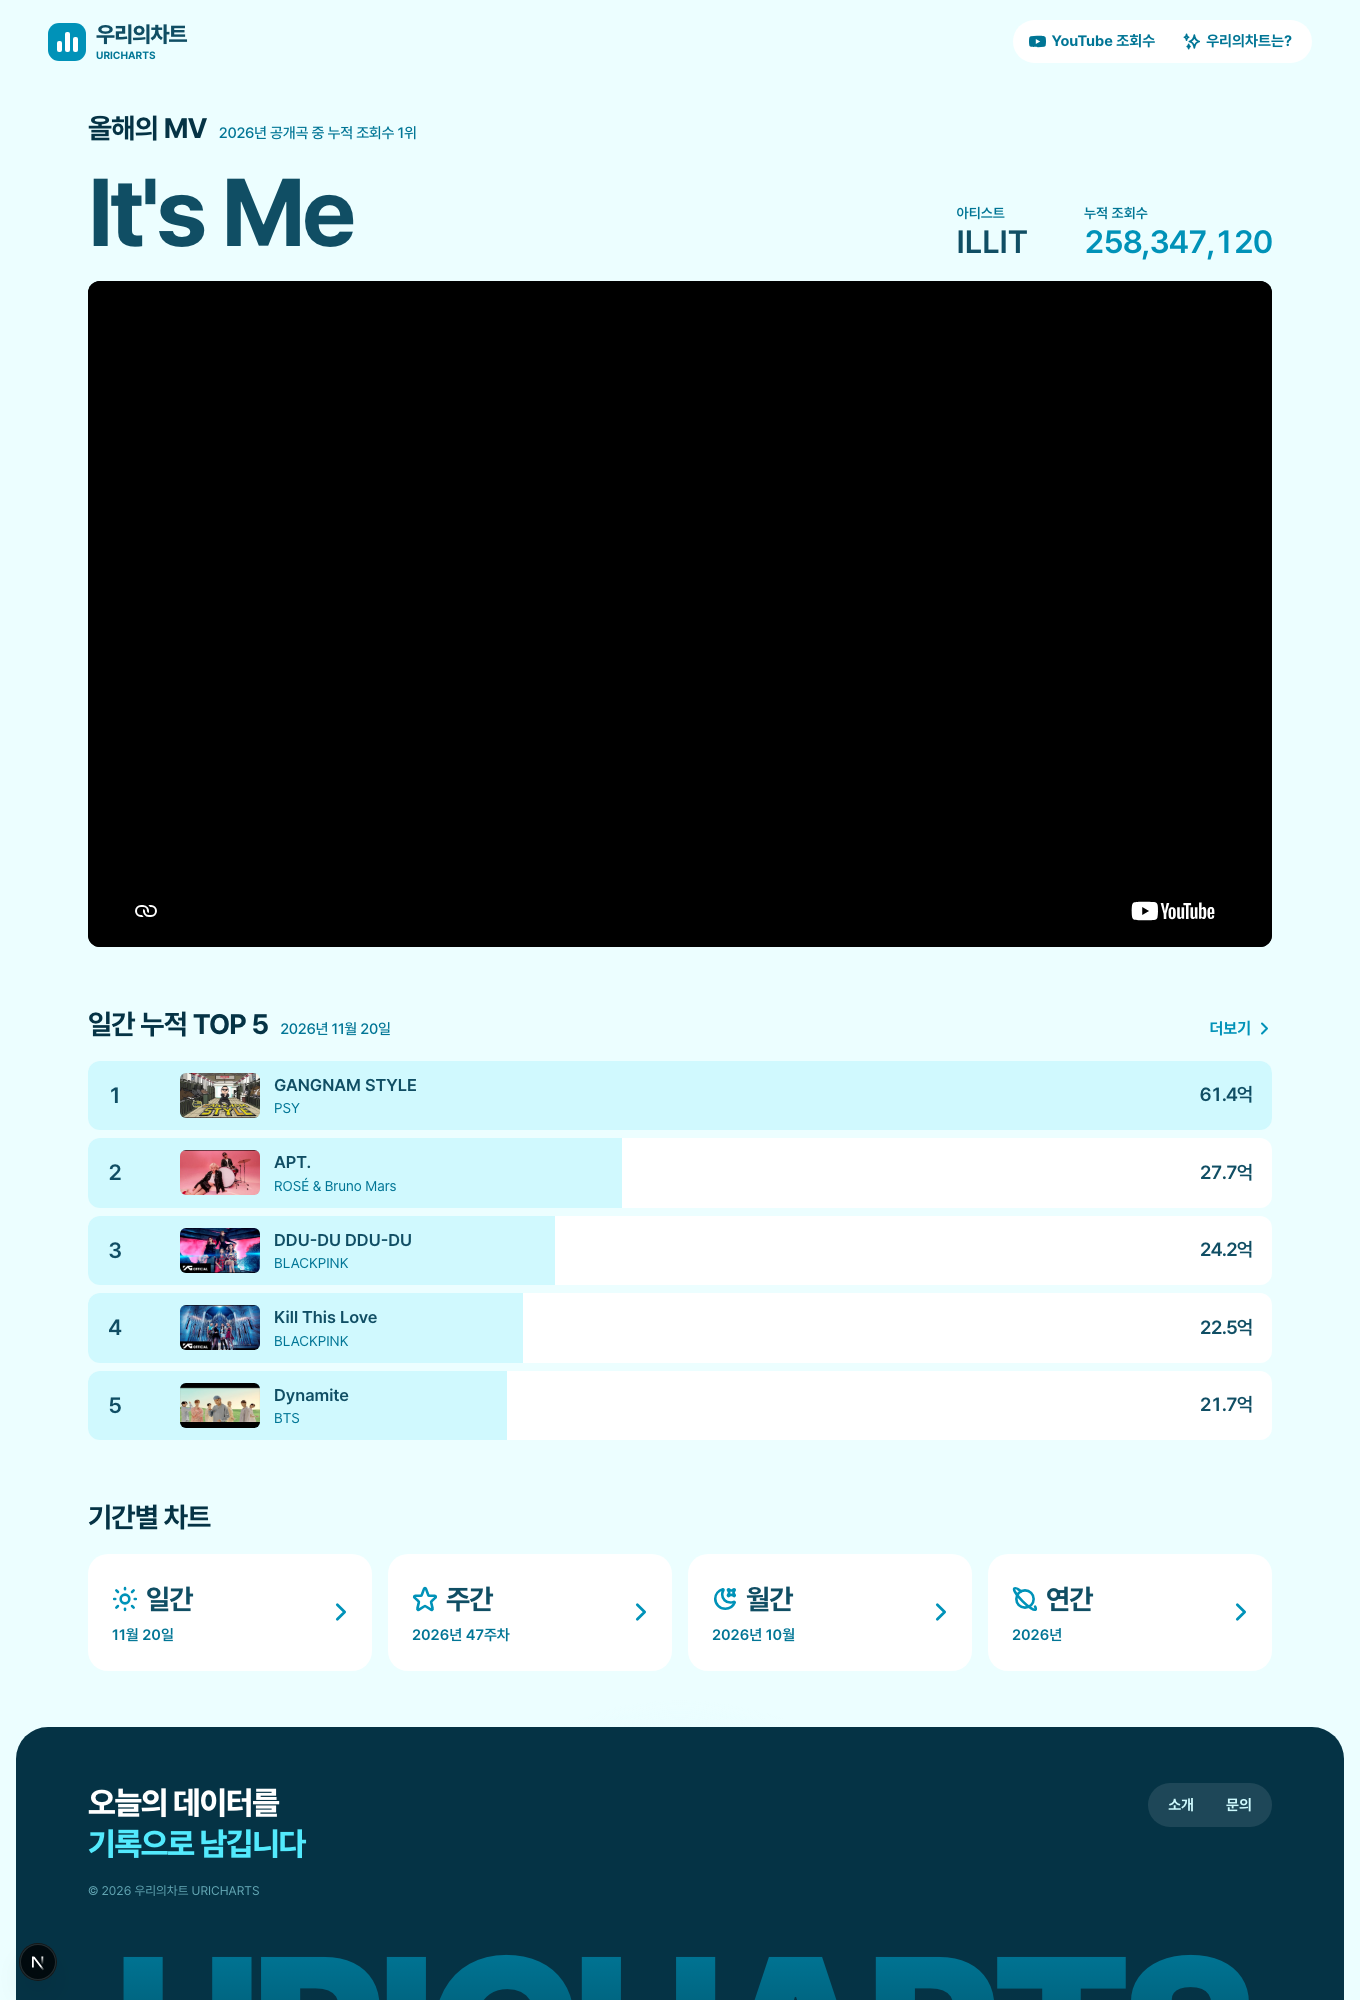 우리의차트
URICHARTS
YouTube 조회수
우리의차트는?
올해의 MV
2026년 공개곡 중 누적 조회수 1위
It's Me
아티스트
ILLIT
누적 조회수
258,347,120
YouTube
일간 누적 TOP 5
2026년 11월 20일
더보기
1
GANGNAM STYLE
PSY
61.4억
2
APT.
ROSÉ & Bruno Mars
27.7억
3
DDU-DU DDU-DU
BLACKPINK
24.2억
4
Kill This Love
BLACKPINK
22.5억
5
Dynamite
BTS
21.7억
기간별 차트
일간
11월 20일
주간
2026년 47주차
월간
2026년 10월
연간
2026년
오늘의 데이터를
기록으로 남깁니다
소개
문의
© 2026 우리의차트 URICHARTS
N
URICHARTS